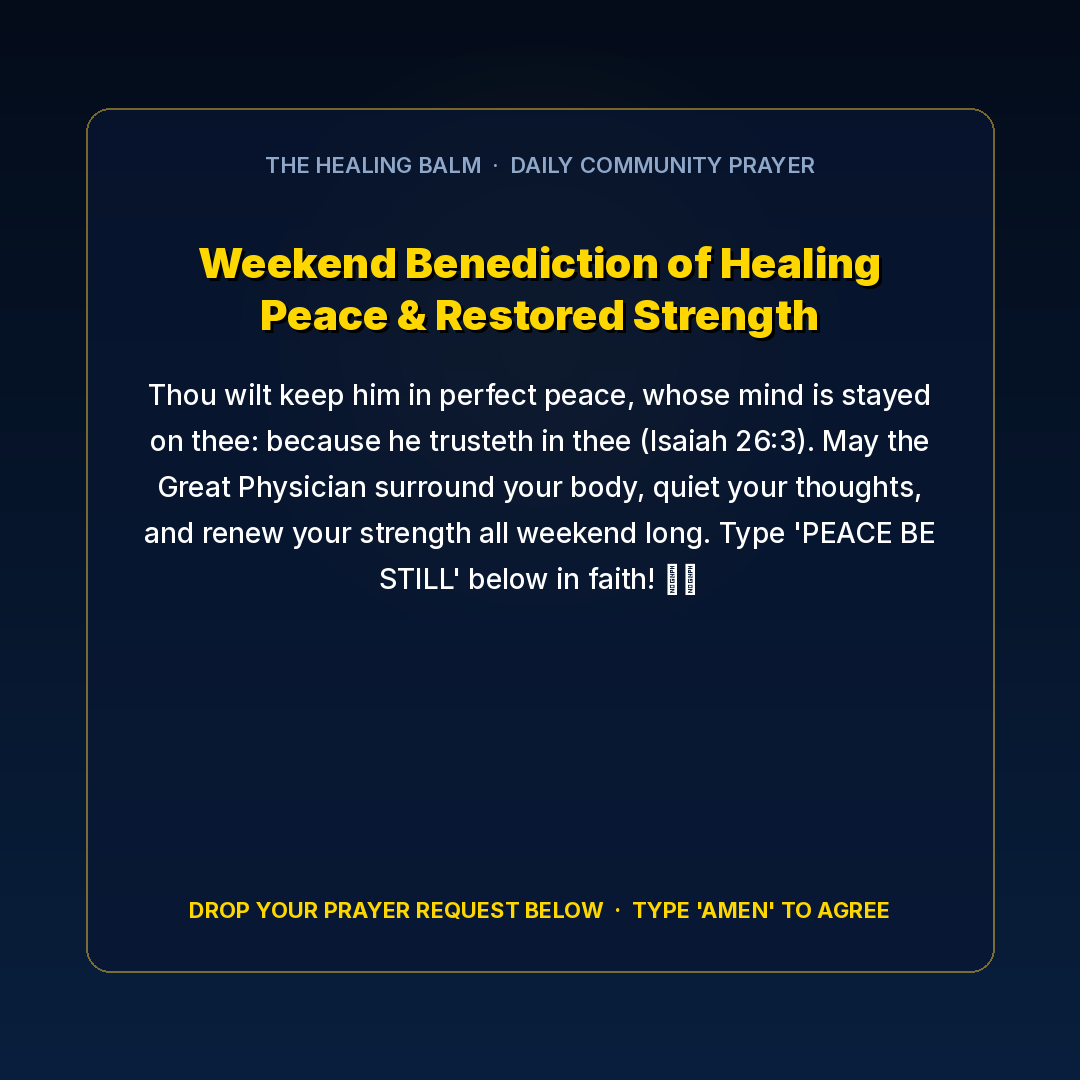 THE HEALING BALM · DAILY COMMUNITY PRAYER
Weekend Benediction of Healing
Peace & Restored Strength
Thou wilt keep him in perfect peace, whose mind is stayed
on thee: because he trusteth in thee (Isaiah 26:3). May the
Great Physician surround your body, quiet your thoughts,
and renew your strength all weekend long. Type 'PEACE BE
STILL' below in faith!
DROP YOUR PRAYER REQUEST BELOW · TYPE 'AMEN' TO AGREE